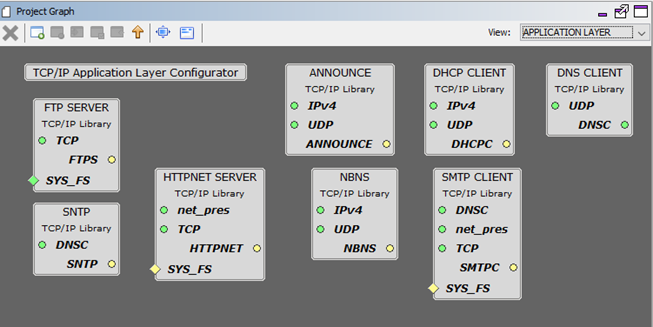 Project Graph
View:
APPLICATION LAYER
TCP/IP Application Layer Configurator
FTP SERVER
TCP/IP Library
TCP
FTPS
SYS_FS
SNTP
TCP/IP Library
DNSC
SNTP
HTTPNET SERVER
TCP/IP Library
net_pres
TCP
HTTPNET
SYS_FS
ANNOUNCE
TCP/IP Library
IPv4
UDP
ANNOUNCE
NBNS
TCP/IP Library
IPv4
UDP
NBNS
DHCP CLIENT
TCP/IP Library
IPv4
UDP
DHCPC
SMTP CLIENT
TCP/IP Library
DNSC
net_pres
TCP
SMTPC
SYS_FS
DNS CLIENT
TCP/IP Library
UDP
DNSC